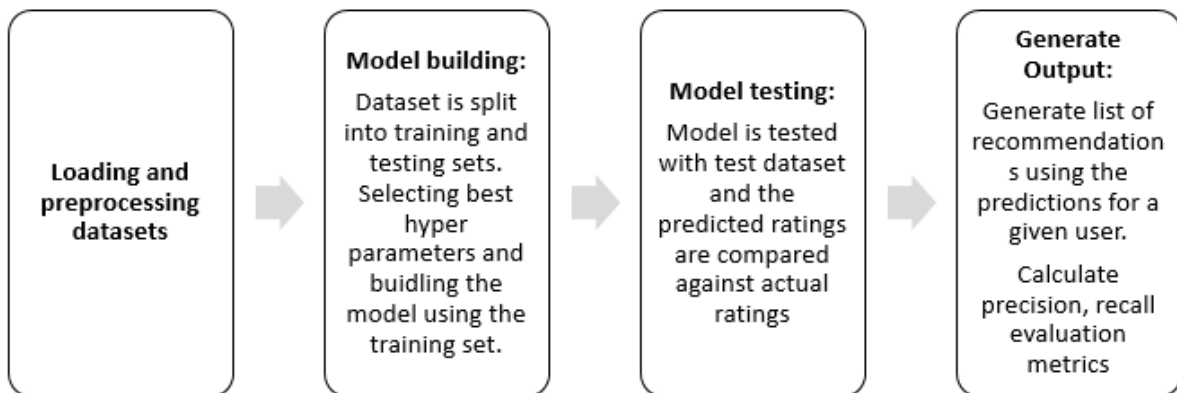 Loading and
preprocessing
datasets
Model building:
Dataset is split
into training and
testing sets.
Selecting best
hyper
parameters and
buidling the
model using the
training set.
Model testing:
Model is tested
with test dataset
and the
predicted ratings
are compared
against actual
ratings
Generate
Output:
Generate list of
recommendation
s using the
predictions for a
given user.
Calculate
precision, recall
evaluation
metrics